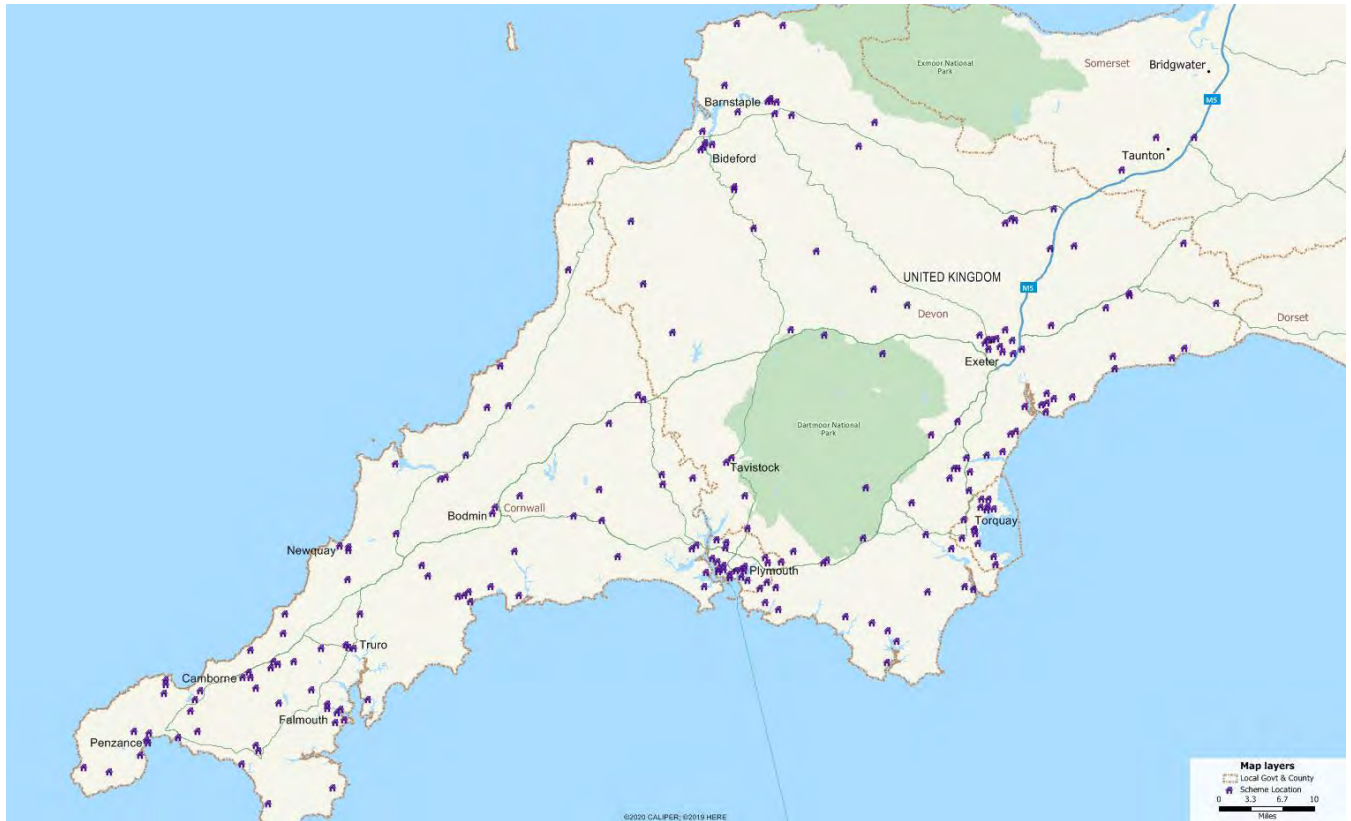 Exmoor National
Park
Somerset
Bridgwater
M5
Barnstaple
Taunton
Bideford
UNITED KINGDOM
M5
Devon
Dorset
Exeter
Dartmoor National
Park
Tavistock
Bodmin
Cornwall
Torquay
Newquay
Plymouth
Truro
Camborne
Falmouth
Penzance
Map layers
Local Govt & County
Scheme Location
0 3.3 6.7 10
Miles
©2020 CALIPER; ©2019 HERE